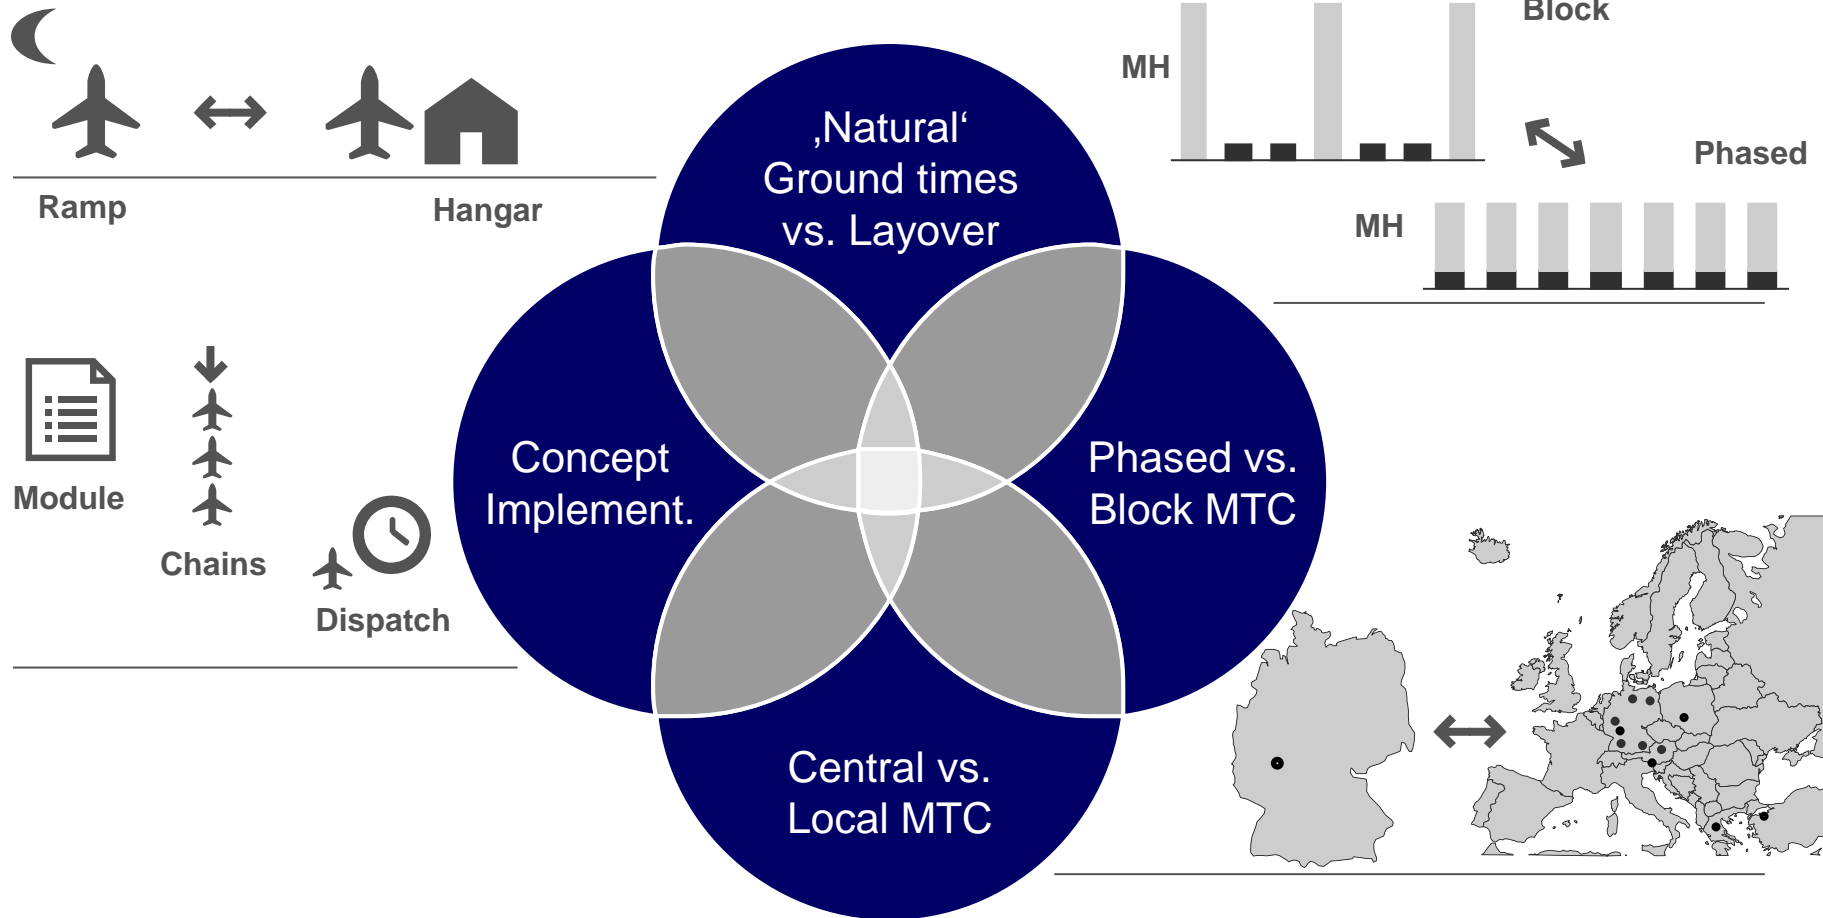 Block
MH
Phased
MH
Ramp
Hangar
‚Natural‘
Ground times
vs. Layover
Module
Chains
Dispatch
Concept
Implement.
Phased vs.
Block MTC
Central vs.
Local MTC